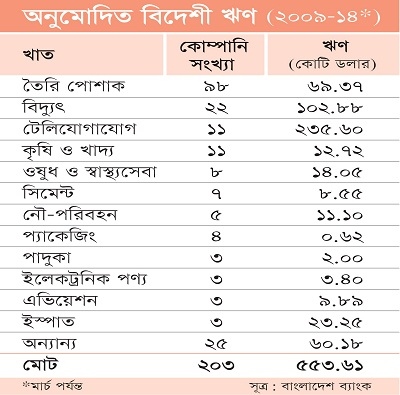 অনুমোদিত বিদেশী ঋণ (২০০৯-১৪*)
খাত কোম্পানি সংখ্যা ঋণ (কোটি ডলার)
তৈরি পোশাক ৯৮ ৬৯.৩৭
বিদ্যুৎ ২২ ১০২.৮৮
টেলিযোগাযোগ ১১ ২৩৫.৬০
কৃষি ও খাদ্য ১১ ১২.৭২
ওষুধ ও স্বাস্থ্যসেবা ৮ ১৪.০৫
সিমেন্ট ৭ ৮.৫৫
নৌ-পরিবহন ৫ ১১.১০
প্যাকেজিং ৪ ০.৬২
পাদুকা ৩ ২.০০
ইলেকট্রনিক পণ্য ৩ ৩.৪০
এভিয়েশন ৩ ৯.৮৯
ইস্পাত ৩ ২৩.২৫
অন্যান্য ২৫ ৬০.১৮
মোট ২০৩ ৫৫৩.৬১
*মার্চ পর্যন্ত সূত্র : বাংলাদেশ ব্যাংক